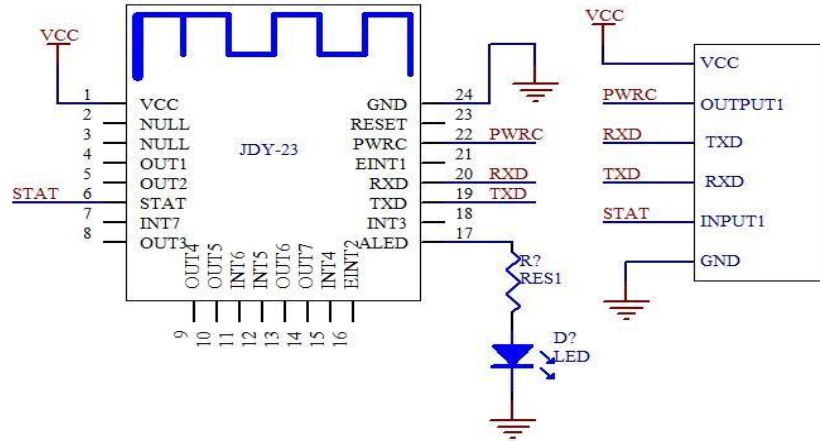 VCC
1 VCC
2 NULL
3 NULL
4 OUT1
5 OUT2
STAT 6 STAT
7 INT7
8 OUT3
JDY-23
GND 24
RESET 23
PWRC 22 PWRC
EINT1 21
RXD 20 RXD
TXD 19 TXD
INT3 18
ALED 17
OUT4
OUT5
INT6
INT5
OUT6
OUT7
INT4
EINT2
9
10
11
12
13
14
15
16
R?
RES1
D?
LED
VCC
VCC
PWRC OUTPUT1
RXD TXD
TXD RXD
STAT INPUT1
GND